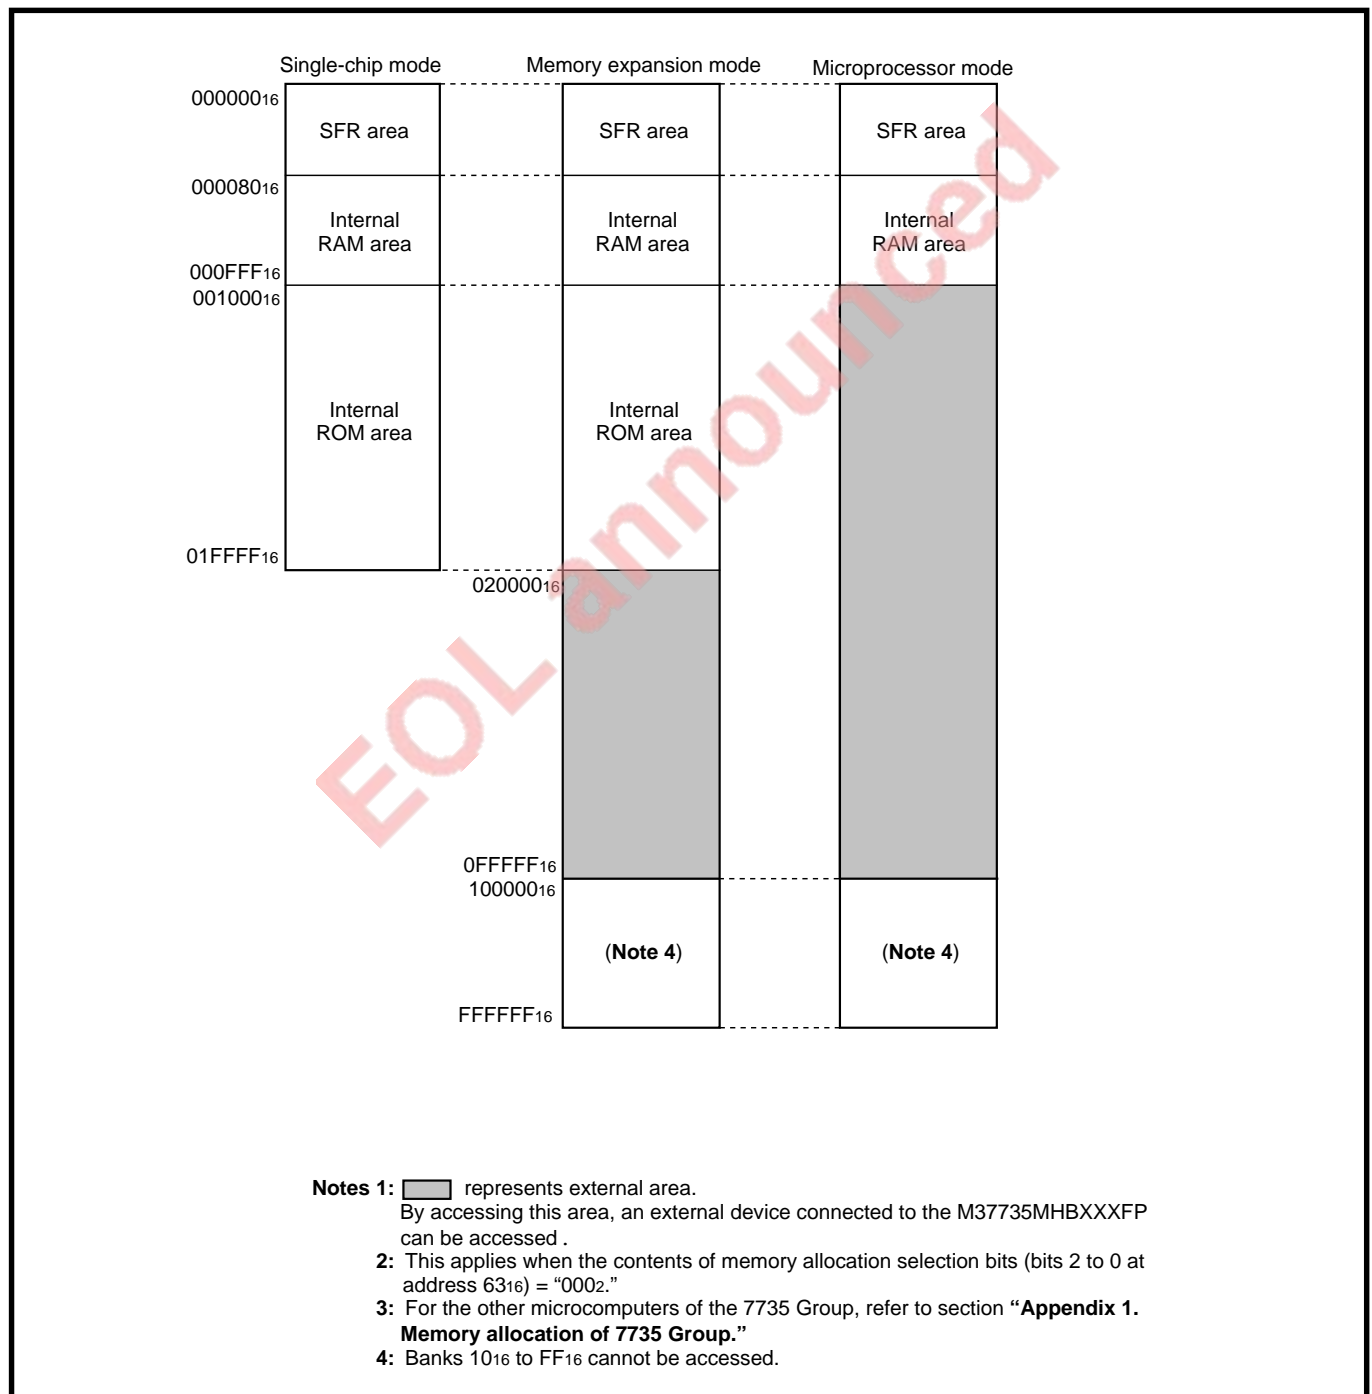 Single-chip mode
Memory expansion mode
Microprocessor mode
00000016
SFR area
SFR area
SFR area
00008016
Internal
RAM area
Internal
RAM area
Internal
RAM area
000FFF16
00100016
Internal
ROM area
Internal
ROM area
01FFFF16
02000016
0FFFFF16
10000016
(Note 4)
(Note 4)
FFFFFF16
EOL announced
Notes 1: represents external area.
By accessing this area, an external device connected to the M37735MHBXXXFP
can be accessed .
2: This applies when the contents of memory allocation selection bits (bits 2 to 0 at
address 6316) = “0002.”
3: For the other microcomputers of the 7735 Group, refer to section “Appendix 1.
Memory allocation of 7735 Group.”
4: Banks 1016 to FF16 cannot be accessed.